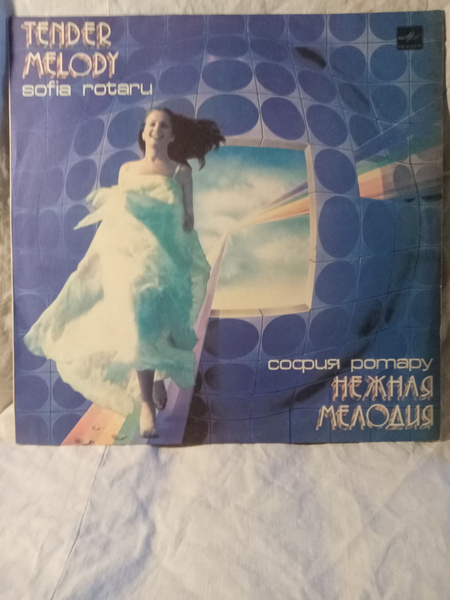 TENDER
MELODY
sofia rotaru
София Ротару
НЕЖНАЯ
МЕЛОДИЯ